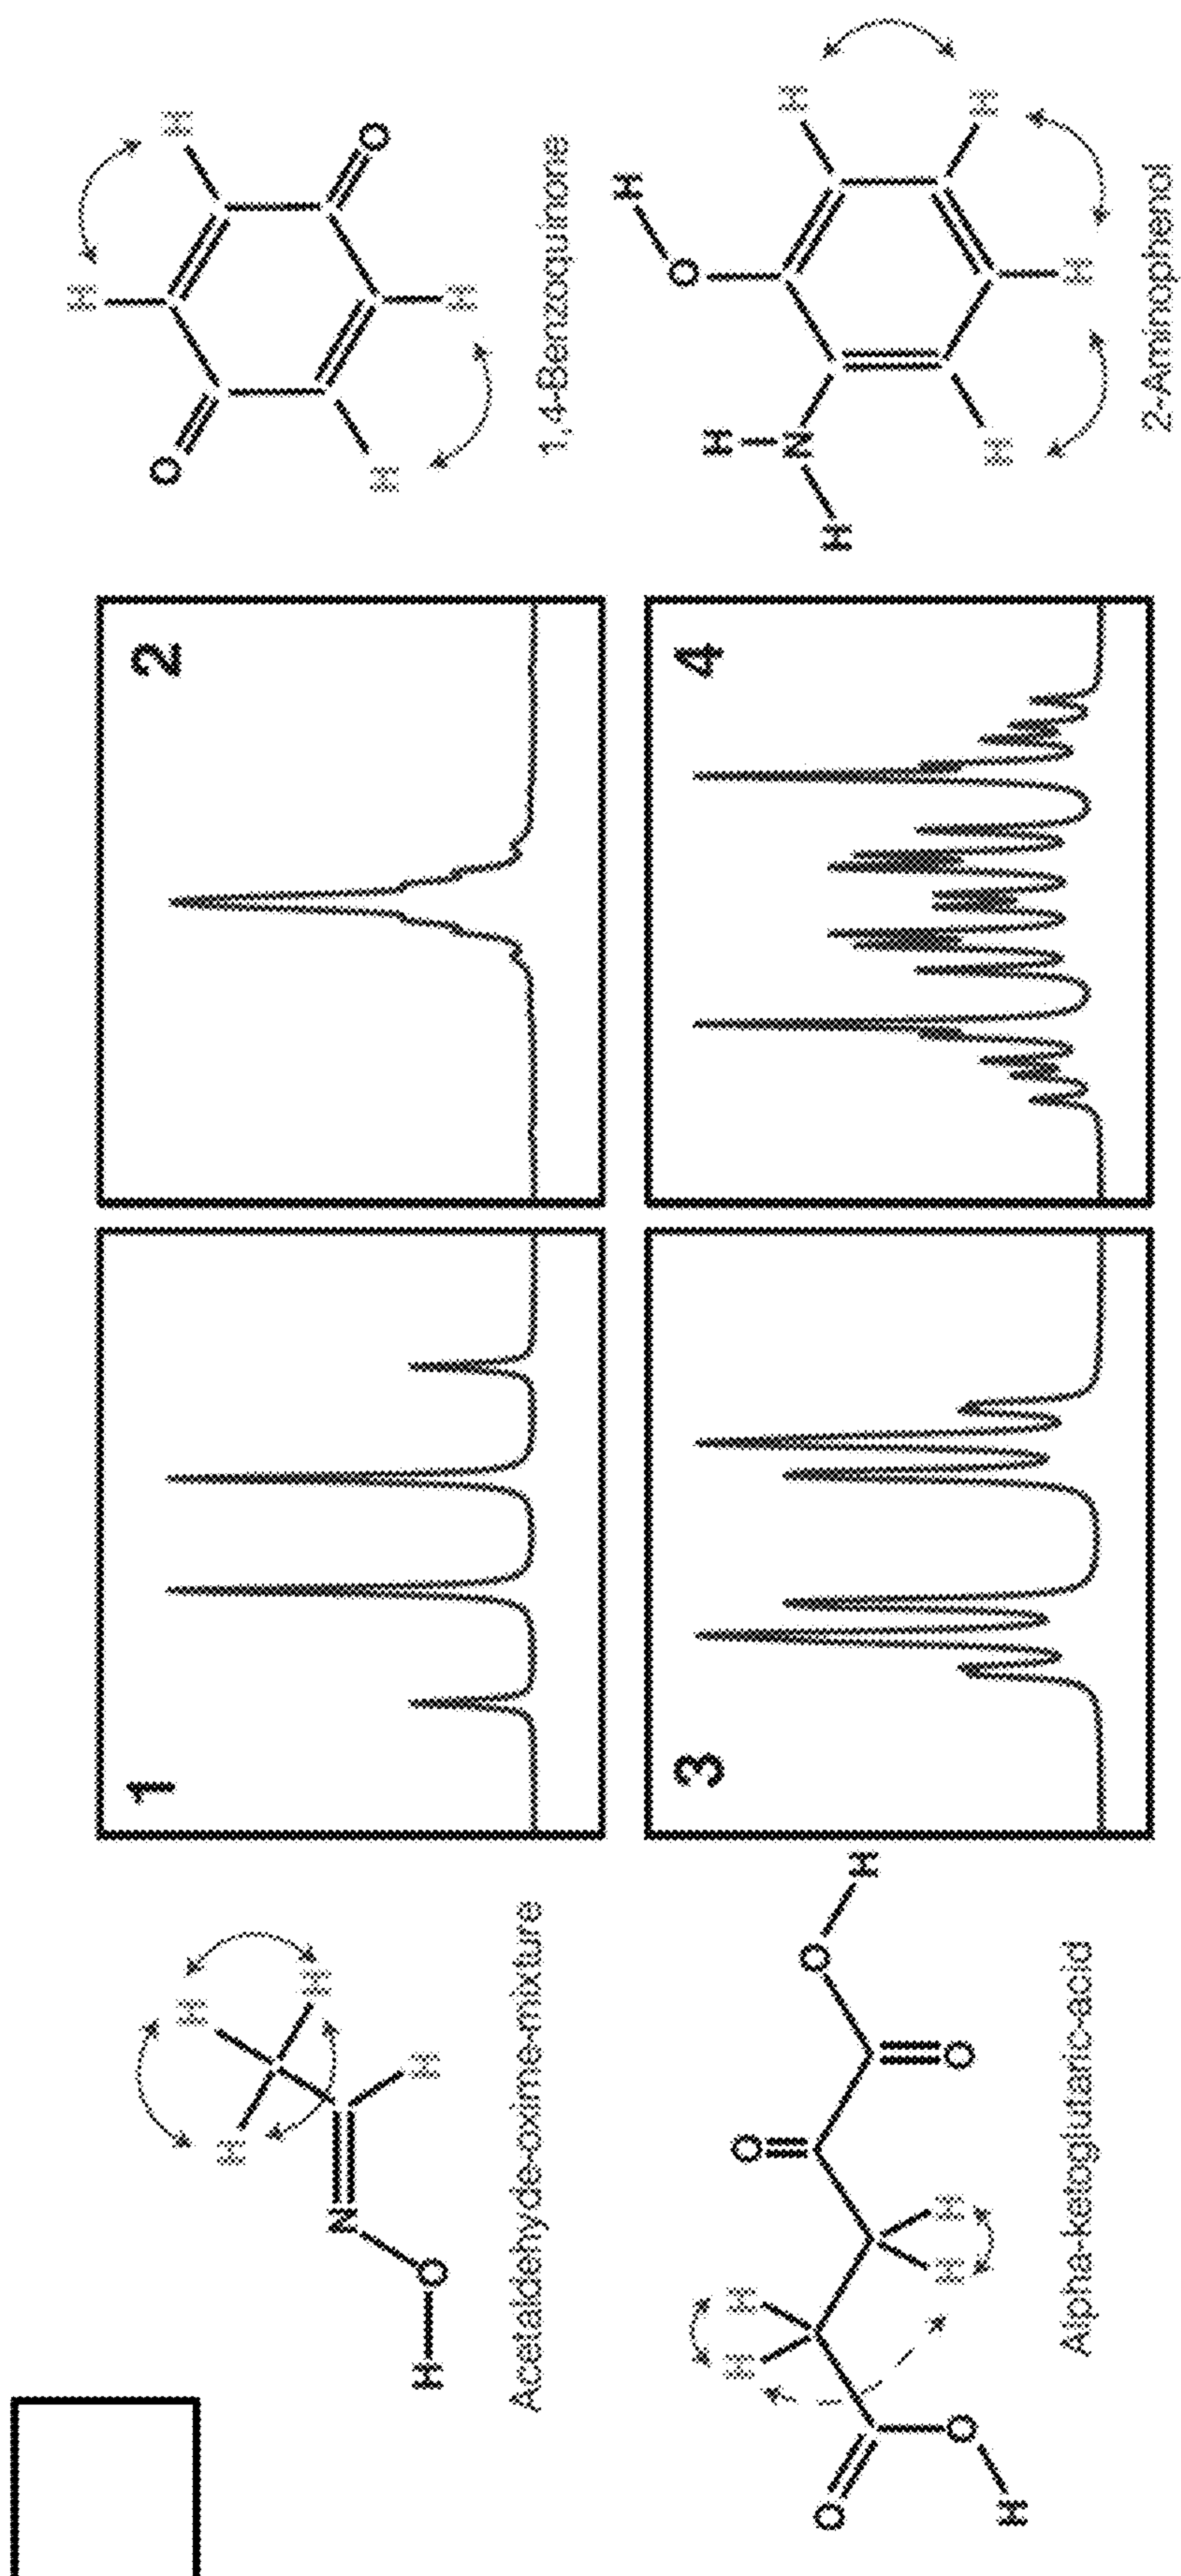 1
2
3
4
Acetaldehyde-oxime-mixture
1,4-Benzoquinone
Alpha-ketoglutaric-acid
2-Aminophenol
H
H
H
H
N
O
H
O
H
H
O
H
H
O
H
H
H
H
O
O
H
O
O
H
H
O
H
N
H
H
H
H
H